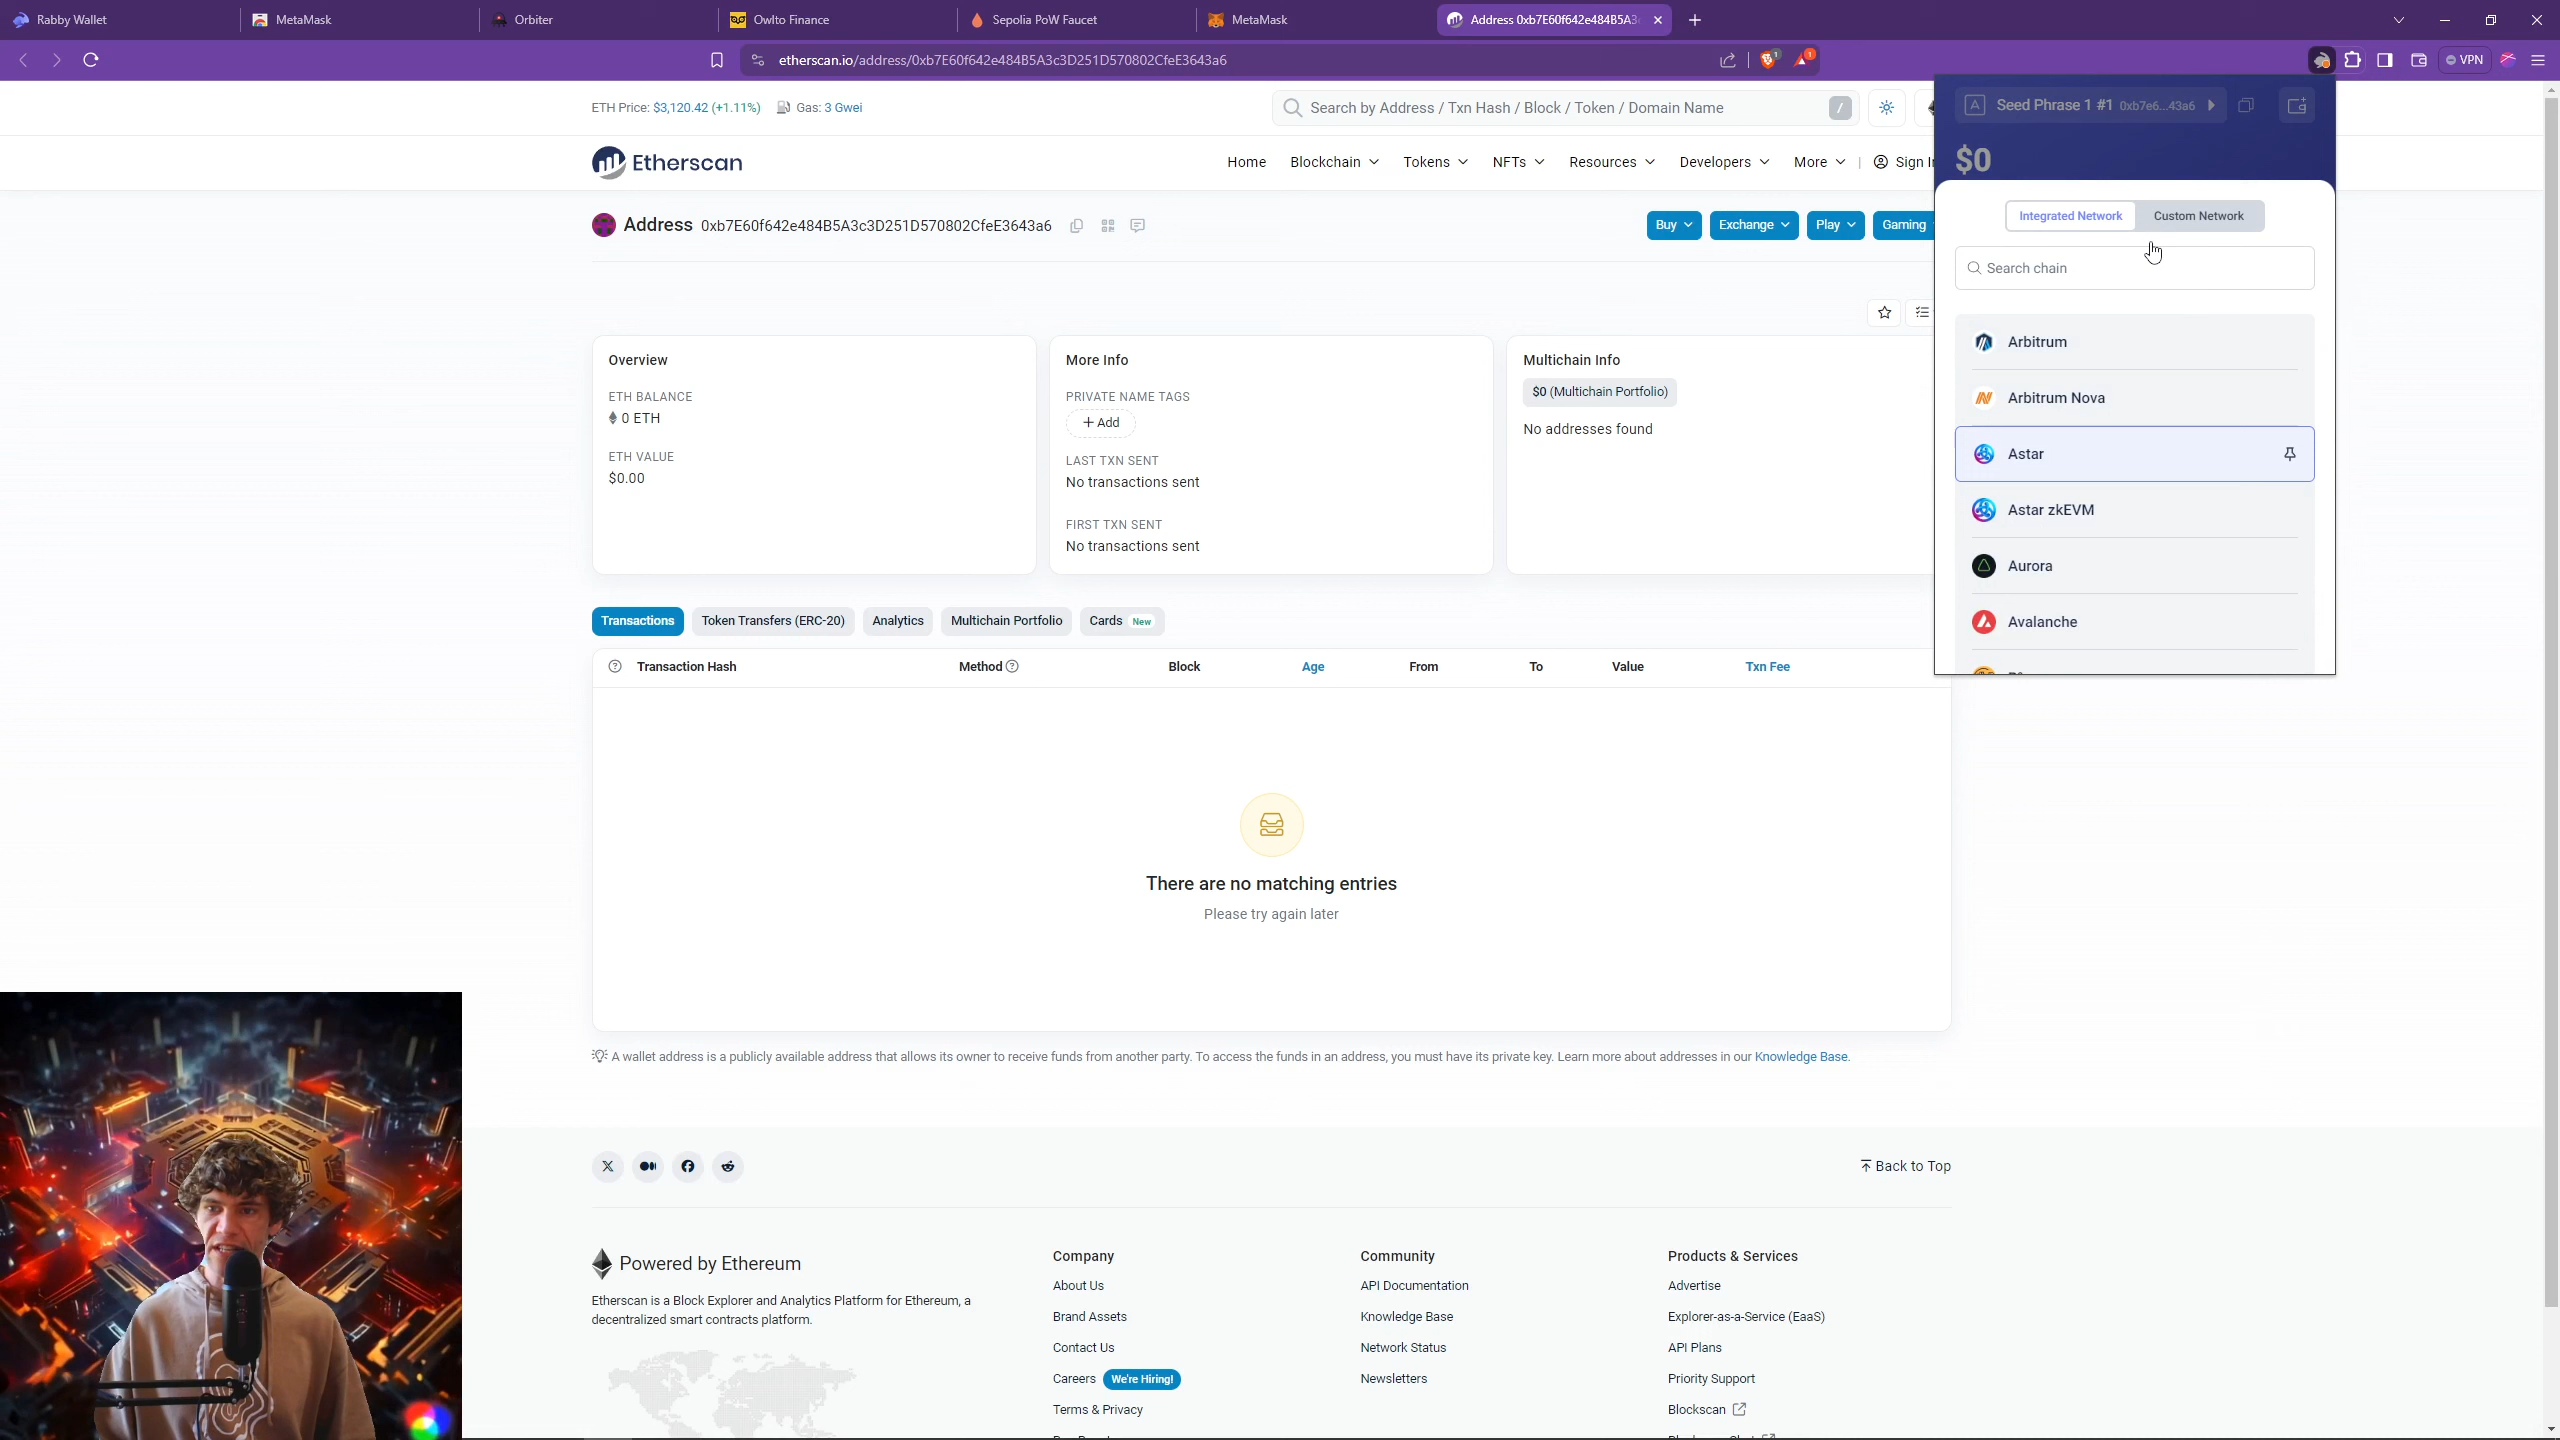 Rabby Wallet
MetaMask
Orbiter
Owlto Finance
Sepolia PoW Faucet
MetaMask
Address 0xb7E60f642e484B5A3
etherscan.io/address/0xb7E60f642e484B5A3c3D251D570802CfeE3643a6
1
1
VPN
ETH Price: $3,120.42 (+1.11%)
Gas: 3 Gwei
Search by Address / Txn Hash / Block / Token / Domain Name
/
Etherscan
Home
Blockchain
Tokens
NFTs
Resources
Developers
More
Sign In
Address 0xb7E60f642e484B5A3c3D251D570802CfeE3643a6
Buy
Exchange
Play
Gaming
Seed Phrase 1 #1 0xb7e6...43a6
$0
Integrated Network
Custom Network
Search chain
Arbitrum
Arbitrum Nova
Astar
Astar zkEVM
Aurora
Avalanche
Overview
ETH BALANCE
0 ETH
ETH VALUE
$0.00
More Info
PRIVATE NAME TAGS
+ Add
LAST TXN SENT
No transactions sent
FIRST TXN SENT
No transactions sent
Multichain Info
$0 (Multichain Portfolio)
No addresses found
Transactions
Token Transfers (ERC-20)
Analytics
Multichain Portfolio
Cards New
Transaction Hash
Method
Block
Age
From
To
Value
Txn Fee
There are no matching entries
Please try again later
A wallet address is a publicly available address that allows its owner to receive funds from another party. To access the funds in an address, you must have its private key. Learn more about addresses in our Knowledge Base.
Back to Top
Powered by Ethereum
Etherscan is a Block Explorer and Analytics Platform for Ethereum, a
decentralized smart contracts platform.
Company
About Us
Brand Assets
Contact Us
Careers We're Hiring!
Terms & Privacy
Community
API Documentation
Knowledge Base
Network Status
Newsletters
Products & Services
Advertise
Explorer-as-a-Service (EaaS)
API Plans
Priority Support
Blockscan